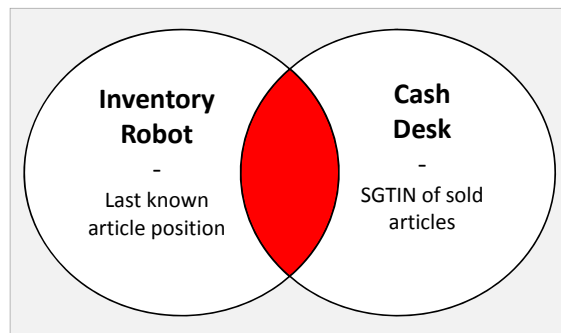 Inventory
Robot
-
Last known
article position
Cash
Desk
-
SGTIN of sold
articles